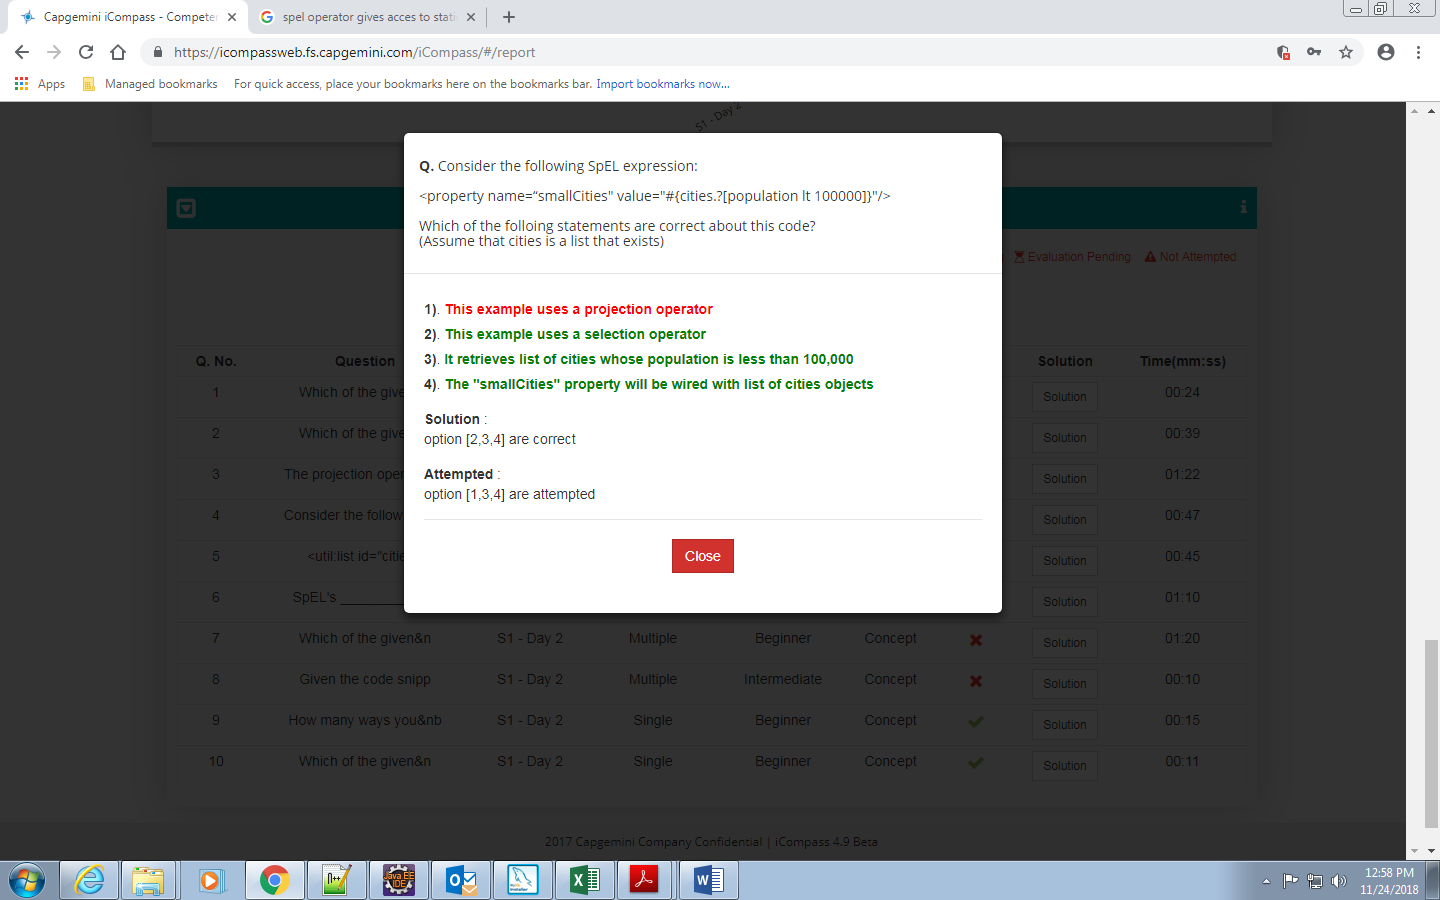 Capgemini iCompass - Competer
spel operator gives acces to stati
https://icompassweb.fs.capgemini.com/iCompass/#/report
Apps
Managed bookmarks
For quick access, place your bookmarks here on the bookmarks bar. Import bookmarks now...
S1 - Day 2
Q. Consider the following SpEL expression:
<property name=“smallCities" value="#{cities.?[population lt 100000]}"/>
Which of the folloing statements are correct about this code?
(Assume that cities is a list that exists)
Evaluation Pending
Not Attempted
1). This example uses a projection operator
2). This example uses a selection operator
3). It retrieves list of cities whose population is less than 100,000
4). The "smallCities" property will be wired with list of cities objects
Solution :
option [2,3,4] are correct
Attempted :
option [1,3,4] are attempted
Close
Q. No. Question Solution Time(mm:ss)
1 Which of the give Solution 00:24
2 Which of the give Solution 00:39
3 The projection oper Solution 01:22
4 Consider the follow Solution 00:47
5 <util:list id="citie Solution 00:45
6 SpEL's ________ Solution 01:10
7 Which of the given&n S1 - Day 2 Multiple Beginner Concept Solution 01:20
8 Given the code snipp S1 - Day 2 Multiple Intermediate Concept Solution 00:10
9 How many ways you&nb S1 - Day 2 Single Beginner Concept Solution 00:15
10 Which of the given&n S1 - Day 2 Single Beginner Concept Solution 00:11
2017 Capgemini Company Confidential | iCompass 4.9 Beta
12:58 PM
11/24/2018